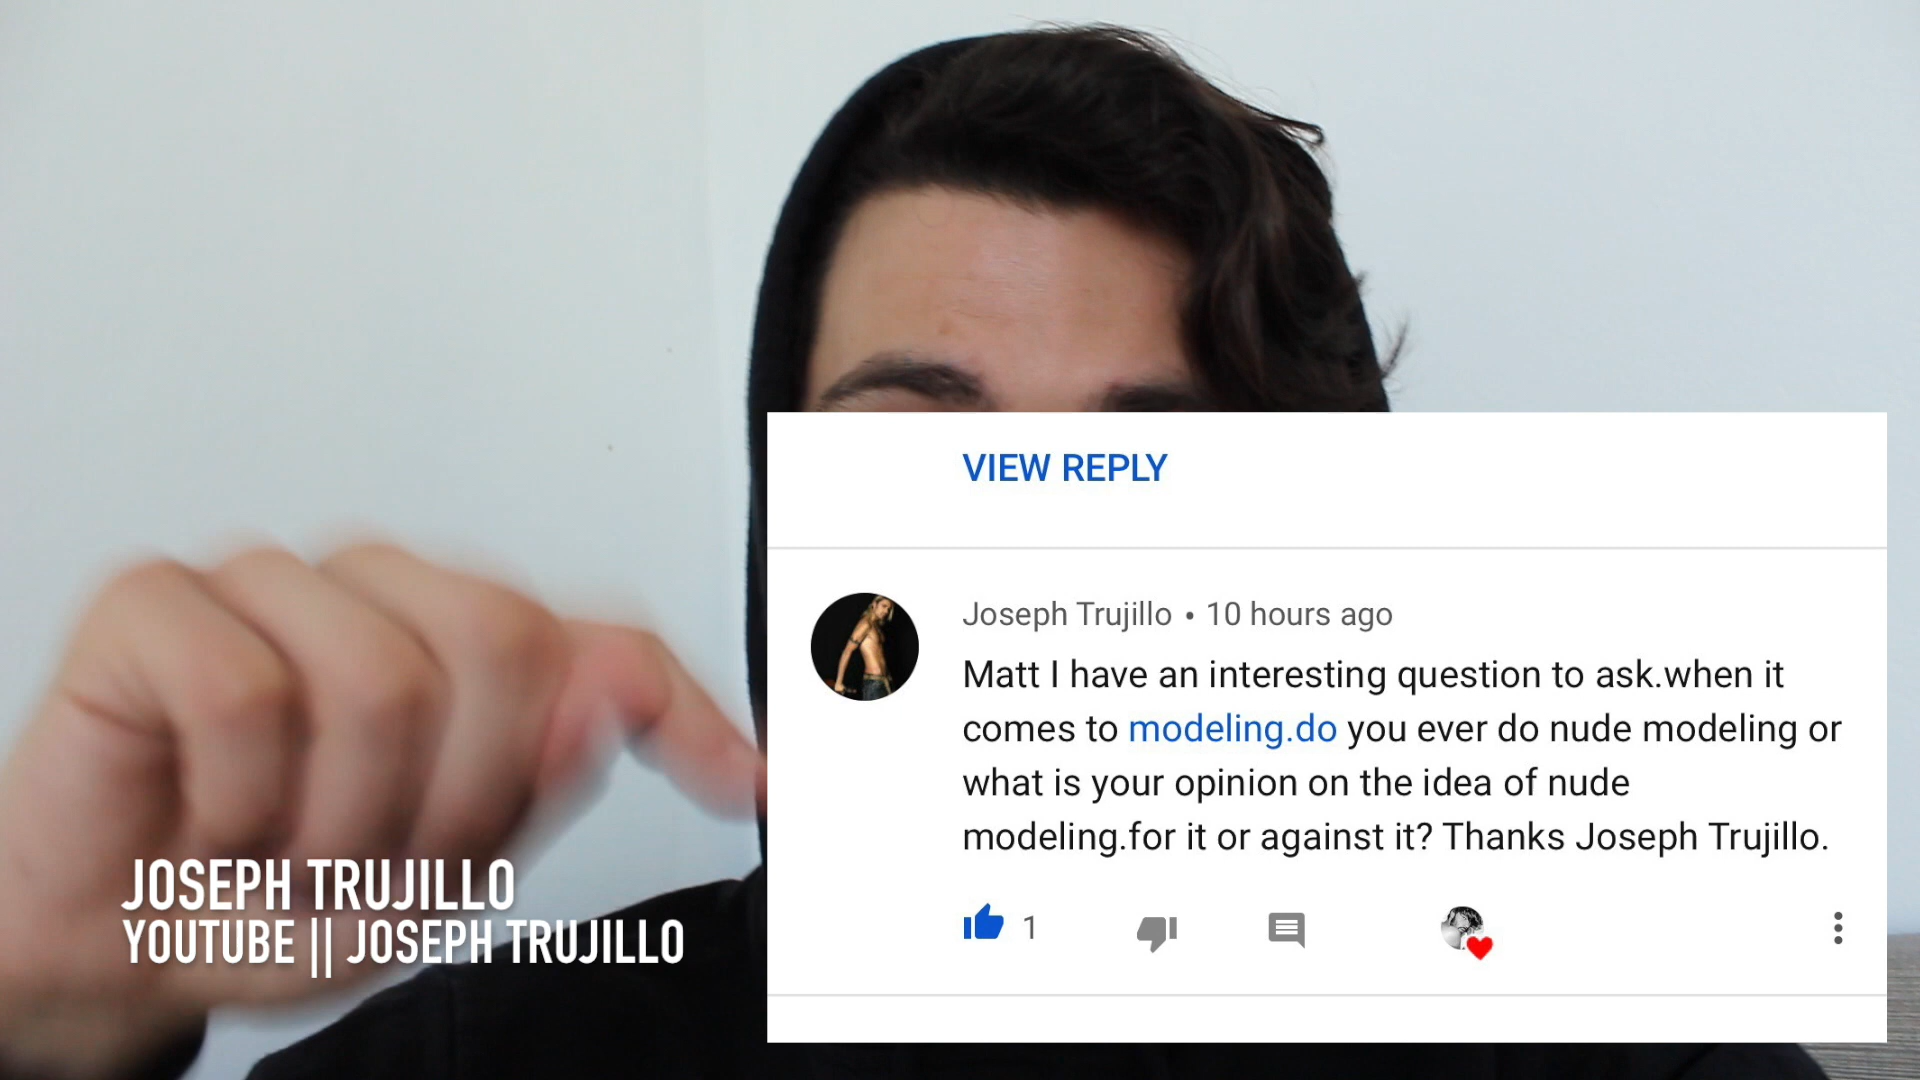 VIEW REPLY
Joseph Trujillo • 10 hours ago
Matt I have an interesting question to ask.when it
comes to modeling.do you ever do nude modeling or
what is your opinion on the idea of nude
modeling.for it or against it? Thanks Joseph Trujillo.
1
JOSEPH TRUJILLO
YOUTUBE || JOSEPH TRUJILLO